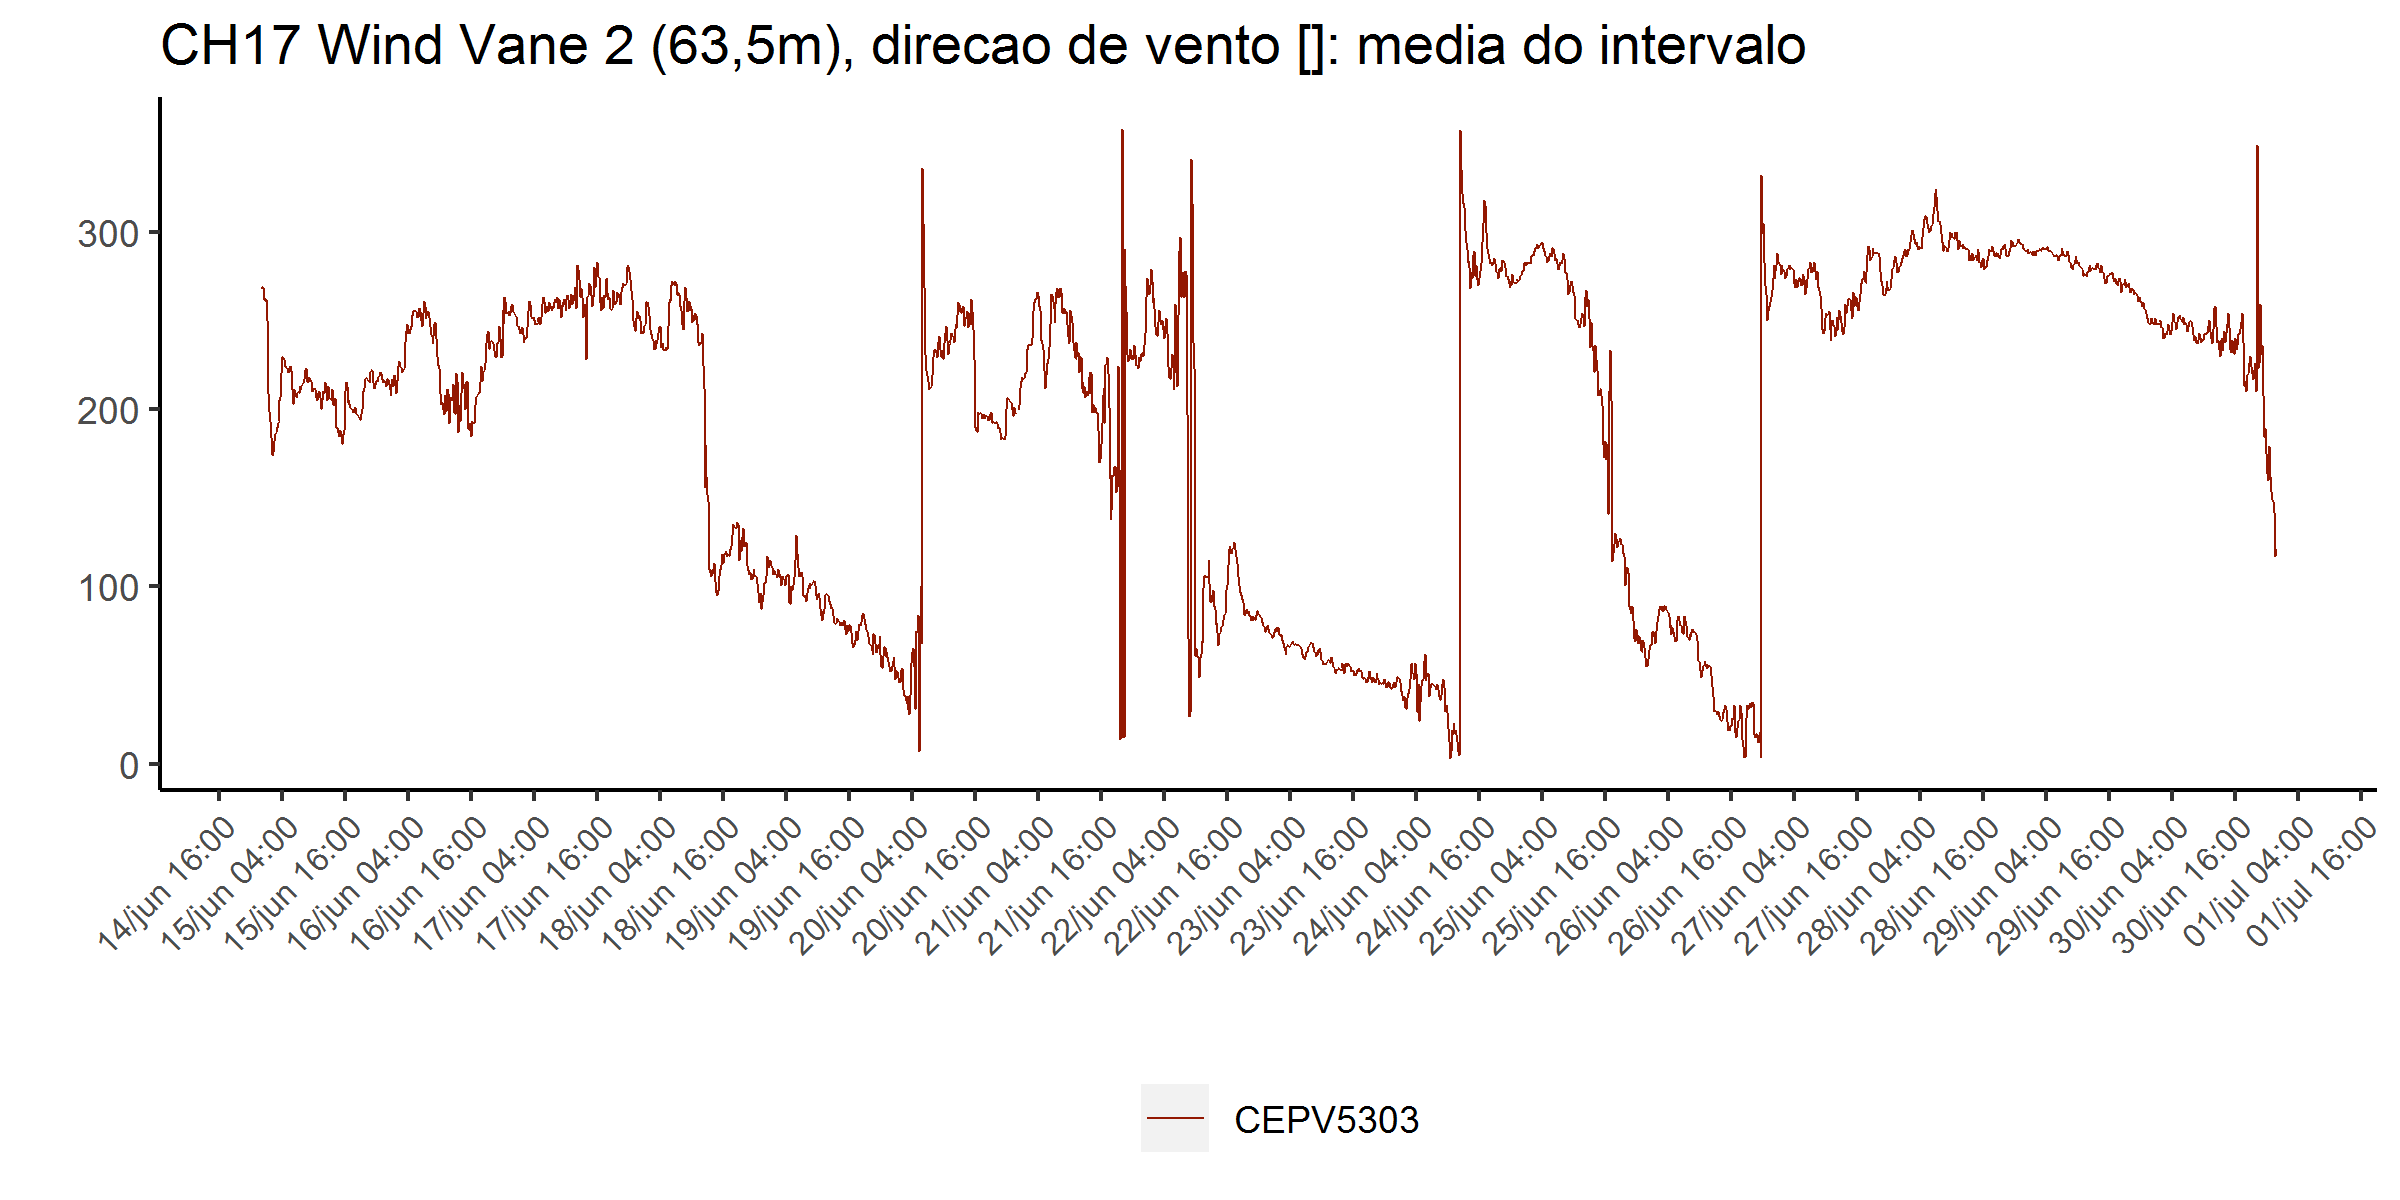 CH17 Wind Vane 2 (63,5m), direcao de vento []: media do intervalo
300
200
100
0
14/jun 16:00
15/jun 04:00
15/jun 16:00
16/jun 04:00
16/jun 16:00
17/jun 04:00
17/jun 16:00
18/jun 04:00
18/jun 16:00
19/jun 04:00
19/jun 16:00
20/jun 04:00
20/jun 16:00
21/jun 04:00
21/jun 16:00
22/jun 04:00
22/jun 16:00
23/jun 04:00
23/jun 16:00
24/jun 04:00
24/jun 16:00
25/jun 04:00
25/jun 16:00
26/jun 04:00
26/jun 16:00
27/jun 04:00
27/jun 16:00
28/jun 04:00
28/jun 16:00
29/jun 04:00
29/jun 16:00
30/jun 04:00
30/jun 16:00
01/jul 04:00
01/jul 16:00
CEPV5303